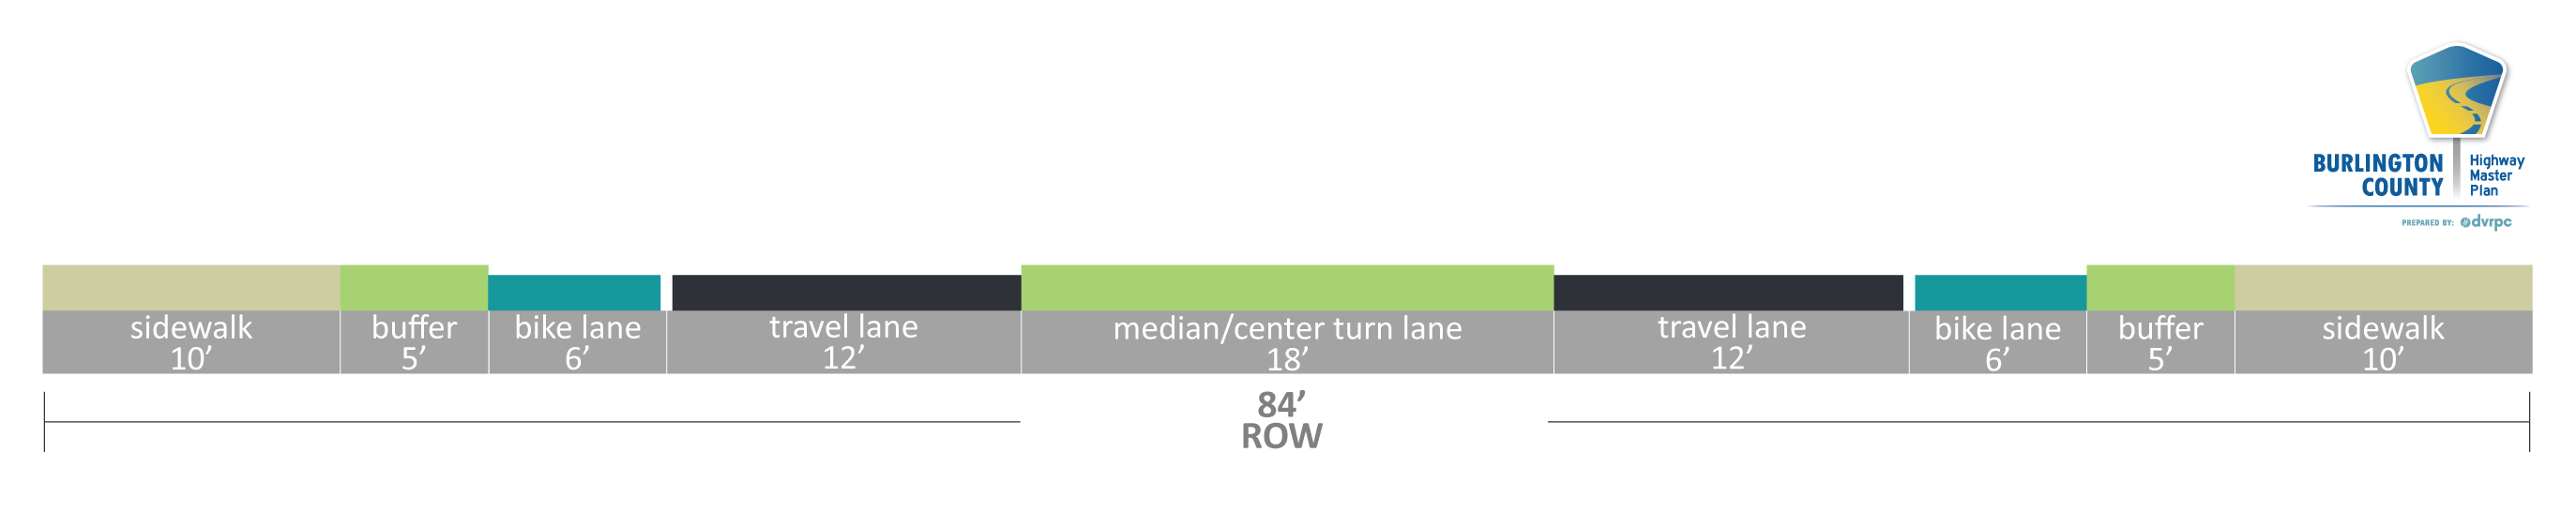 BURLINGTON
COUNTY
Highway
Master
Plan
PREPARED BY: dvrpc
sidewalk
10’
buffer
5’
bike lane
6’
travel lane
12’
median/center turn lane
18’
travel lane
12’
bike lane
6’
buffer
5’
sidewalk
10’
84’
ROW